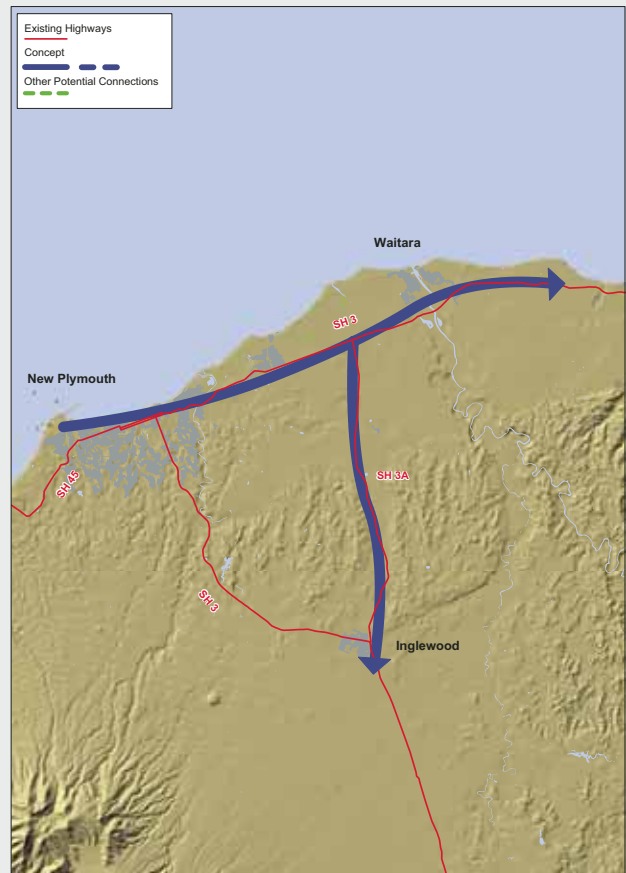 Existing Highways
Concept
Other Potential Connections
Waitara
SH 3
New Plymouth
SH 45
SH 3A
SH 3
Inglewood